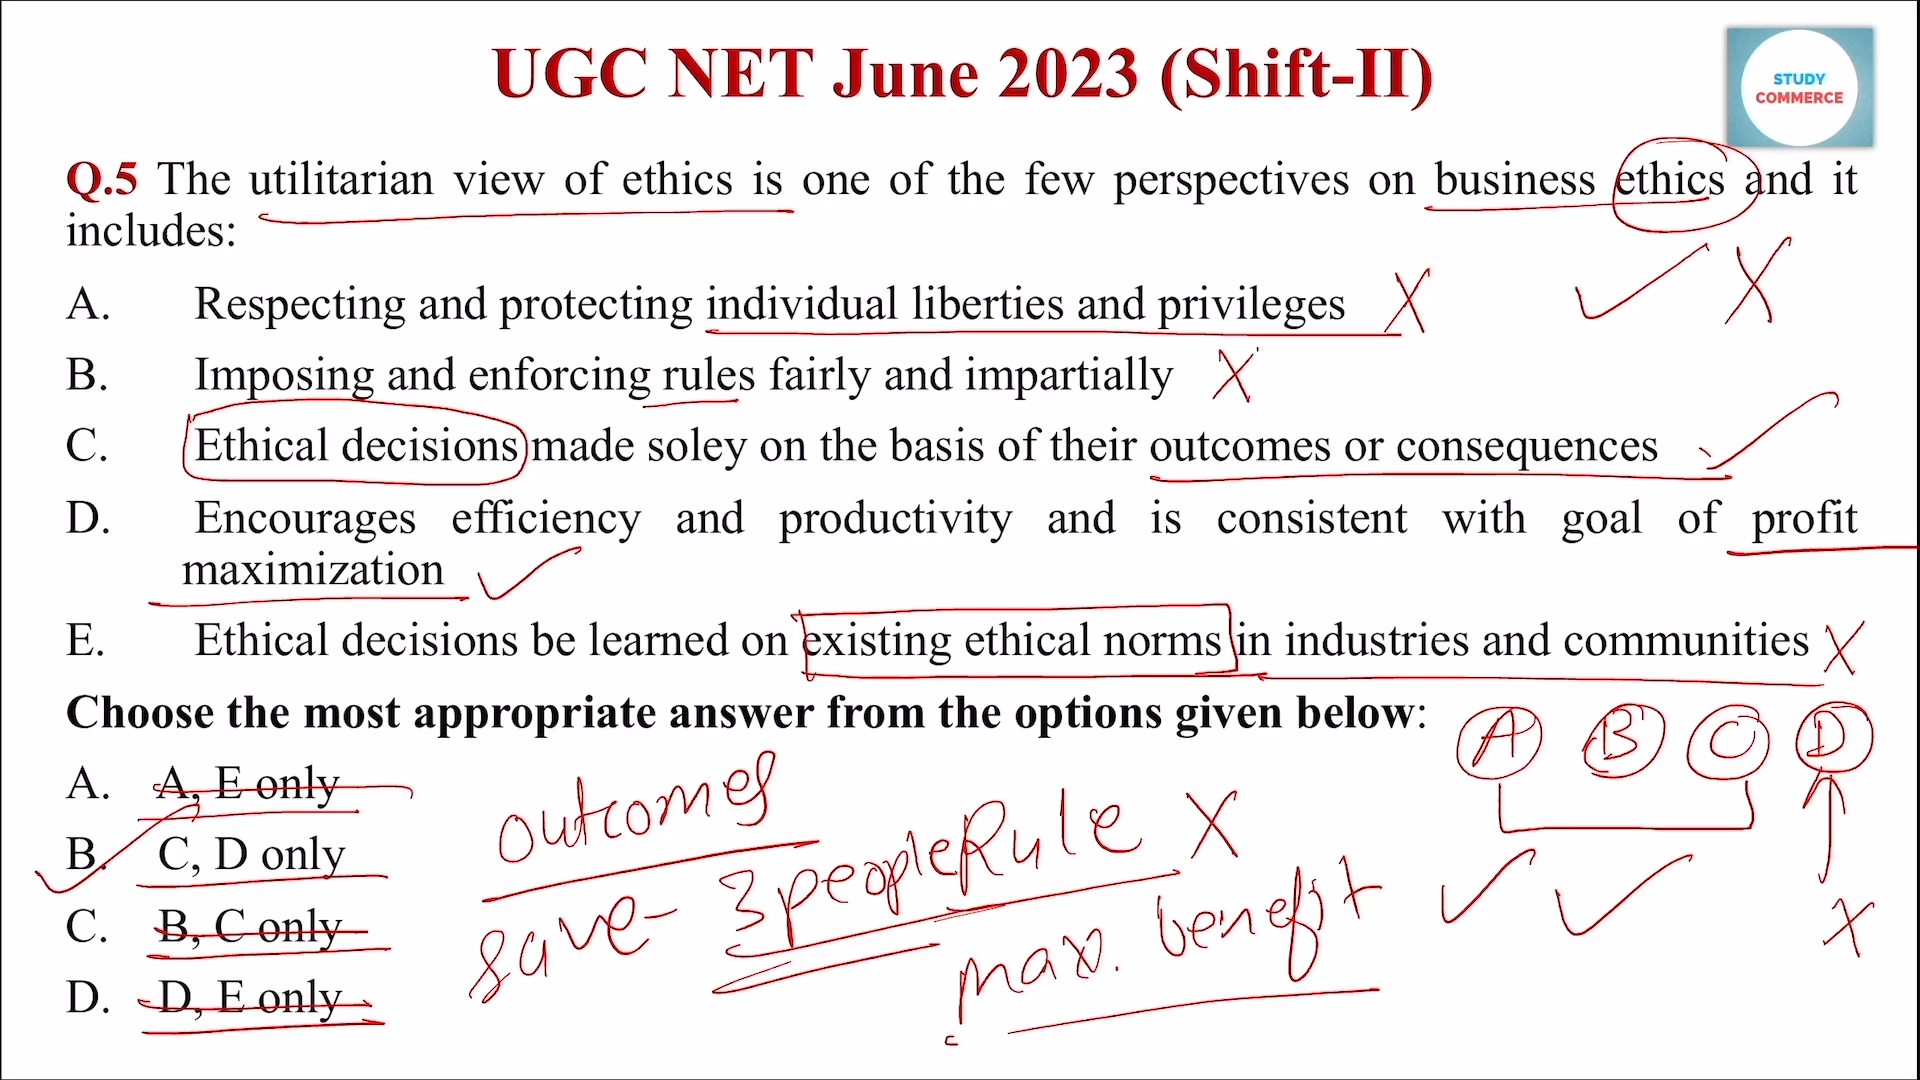 UGC NET June 2023 (Shift-II)
STUDY
COMMERCE
Q.5 The utilitarian view of ethics is one of the few perspectives on business ethics and it
includes:
A. Respecting and protecting individual liberties and privileges X
B. Imposing and enforcing rules fairly and impartially X
C. Ethical decisions made soley on the basis of their outcomes or consequences
D. Encourages efficiency and productivity and is consistent with goal of profit
maximization
E. Ethical decisions be learned on existing ethical norms in industries and communities X
Choose the most appropriate answer from the options given below:
A B C D
A. A, E only
B. C, D only
C. B, C only
D. D, E only
outcomes
save- 3 people Rule X
max. benefit